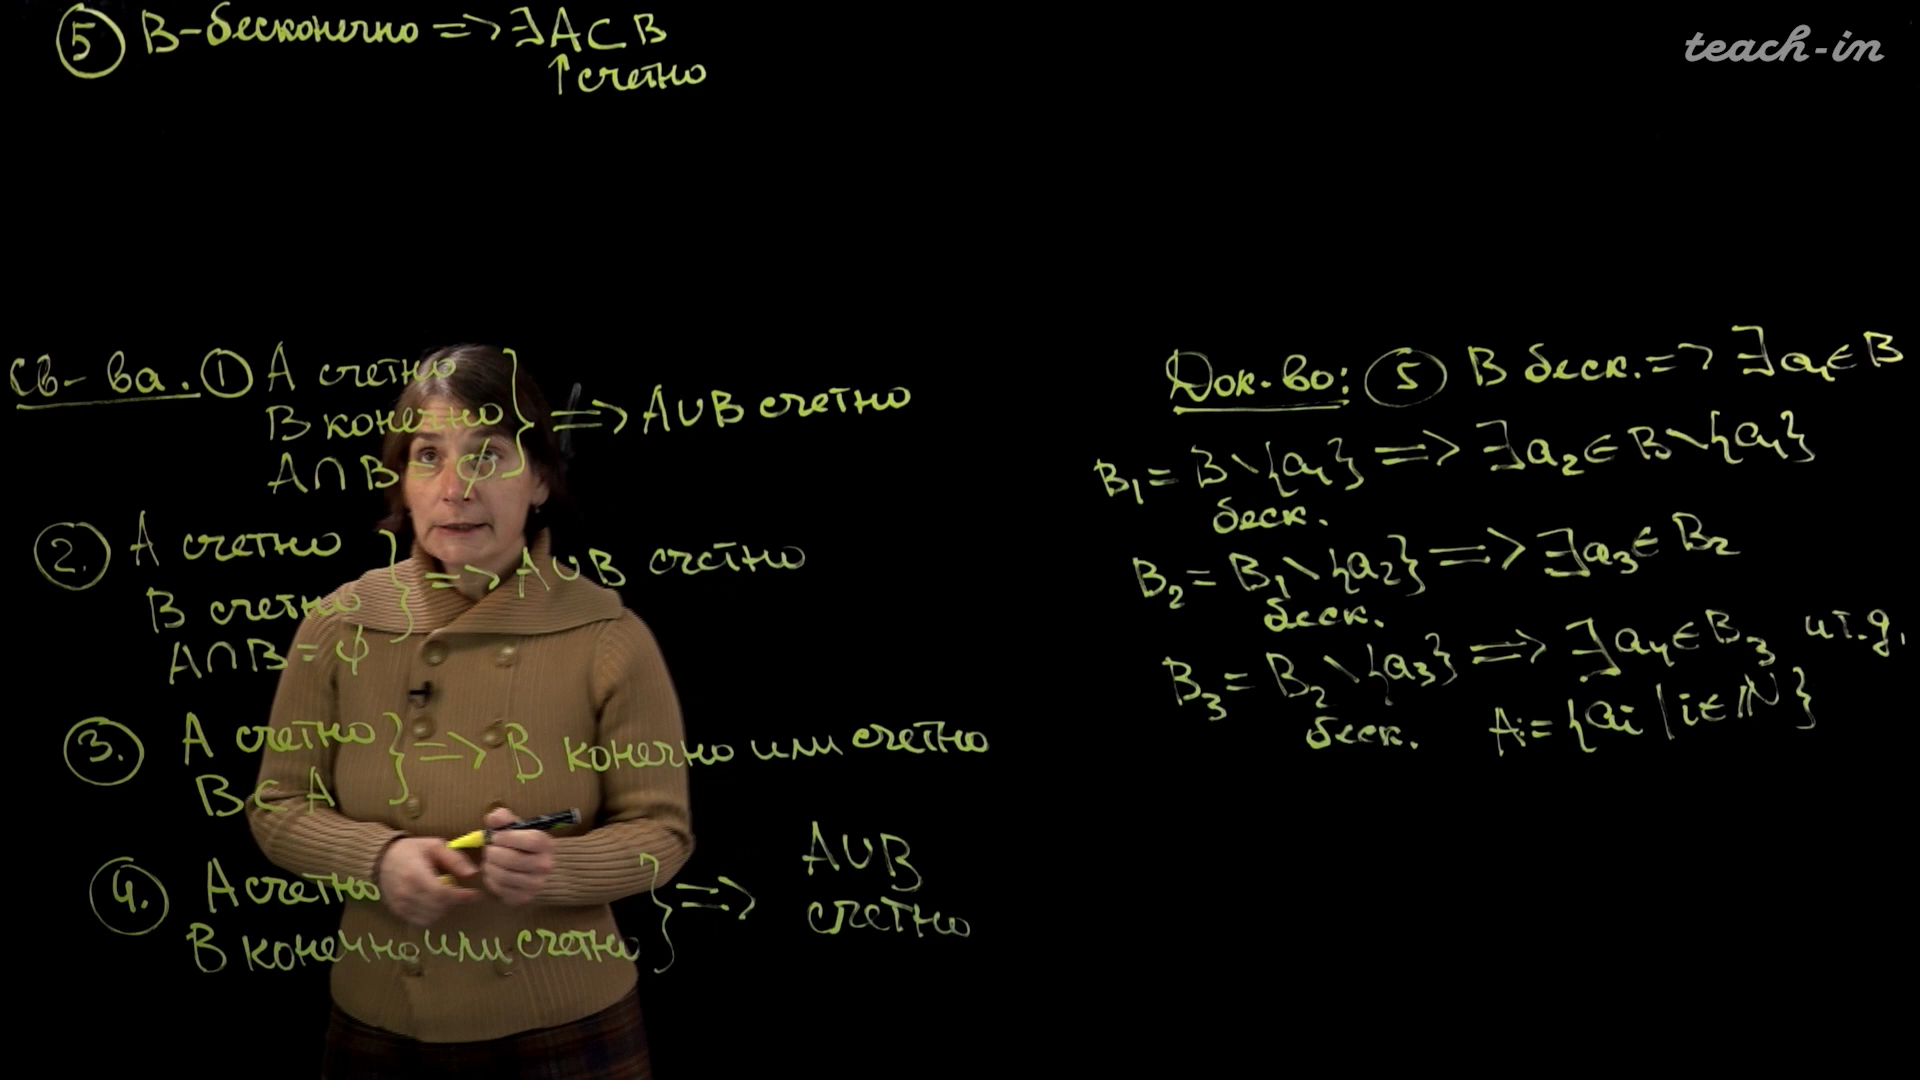 ⑤ В-бесконечно => ∃A⊂B
↑счетно
teach-in
Св-ва. ① A счетно
B конечно
A∩B = ∅
} => A∪B счетно
②. A счетно
B счетно
A∩B = ∅
} => A∪B счетно
③. A счетно
B⊂A
} => B конечно или счетно
④. A счетно
B конечно или счетно
} => A∪B
счетно
Док-во: ⑤ B беск. => ∃a₁∈B
B₁ = B\{a₁} => ∃a₂∈B\{a₁}
беск.
B₂ = B₁\{a₂} => ∃a₃∈B₂
беск.
B₃ = B₂\{a₃} => ∃a₄∈B₃ и т.д.
беск. A := {aᵢ | i∈ℕ}